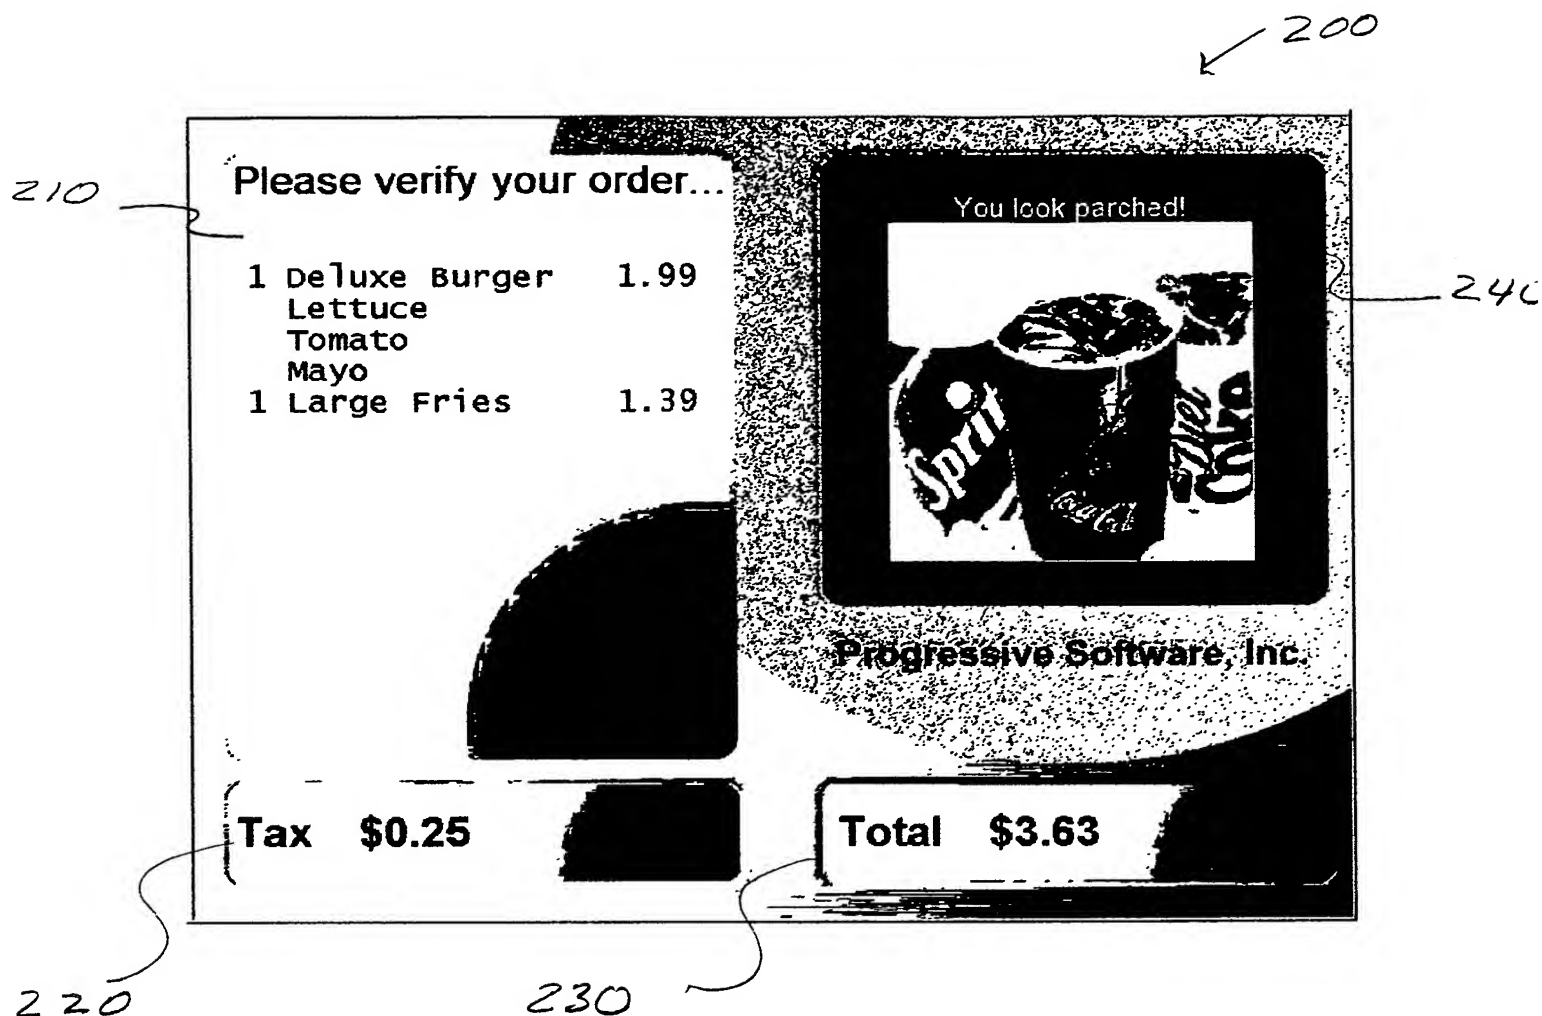 200
210
Please verify your order...
1 Deluxe Burger 1.99
Lettuce
Tomato
Mayo
1 Large Fries 1.39
You look parched!
Sprite
Coca-Cola
Diet
Coke
240
Progressive Software, Inc.
Tax $0.25
Total $3.63
220
230